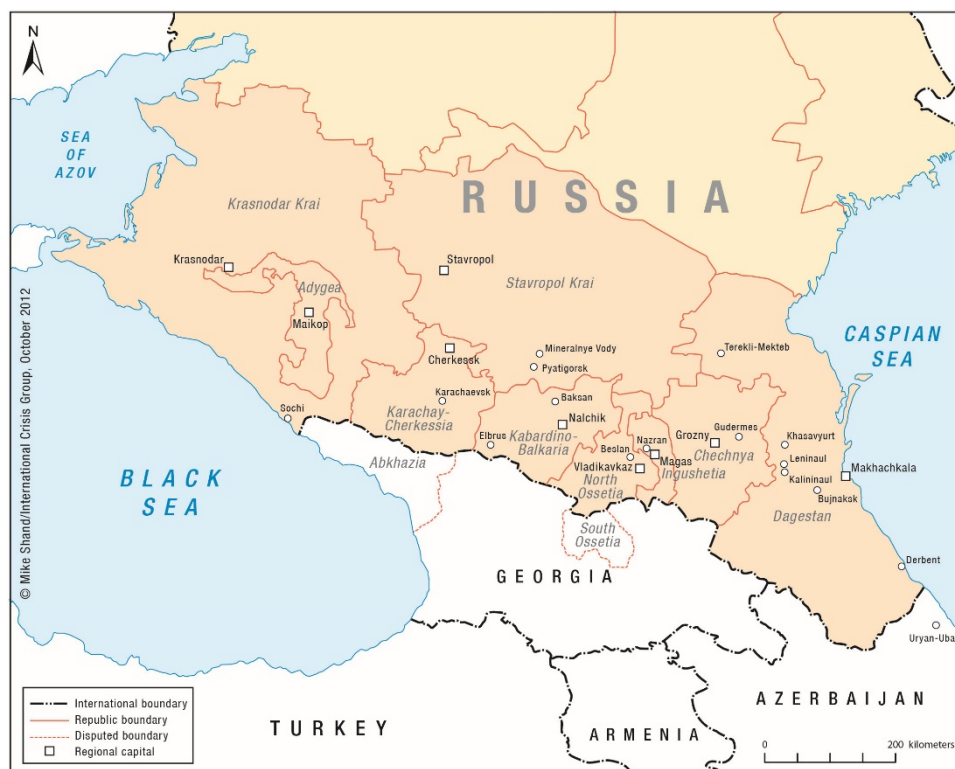 N
SEA
OF
AZOV
RUSSIA
Krasnodar Krai
Krasnodar
Adygea
Maikop
Stavropol
Stavropol Krai
CASPIAN
SEA
Cherkessk
Mineralnye Vody
Pyatigorsk
Terekli-Mekteb
Karachaevsk
Karachay-
Cherkessia
Sochi
Baksan
Nalchik
Elbrus
Kabardino-
Balkaria
Nazran
Beslan
Magas
Vladikavkaz
Ingushetia
North
Ossetia
Grozny
Gudermes
Chechnya
Khasavyurt
Leninaul
Kalininaul
Bujnaksk
Makhachkala
Dagestan
Derbent
Abkhazia
BLACK
SEA
South
Ossetia
GEORGIA
Uryan-Uba
AZERBAIJAN
TURKEY
ARMENIA
© Mike Shand/International Crisis Group, October 2012
International boundary
Republic boundary
Disputed boundary
Regional capital
0 200 kilometers